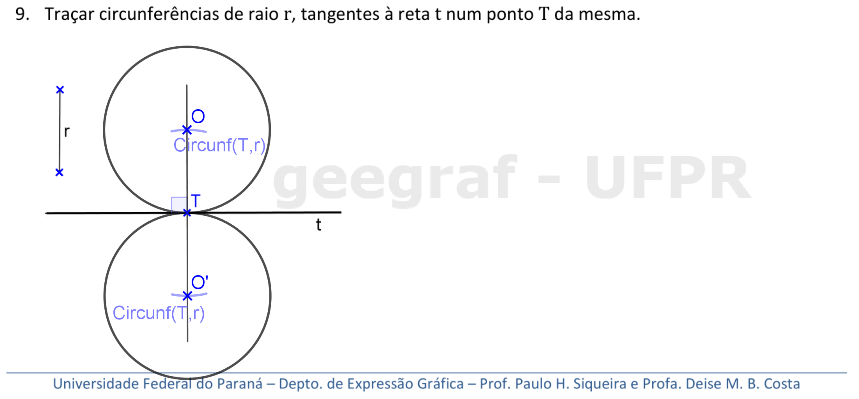 9. Traçar circunferências de raio r, tangentes à reta t num ponto T da mesma.
O
r
Circunf(T,r)
geegraf - UFPR
T
t
O'
Circunf(T,r)
Universidade Federal do Paraná – Depto. de Expressão Gráfica – Prof. Paulo H. Siqueira e Profa. Deise M. B. Costa